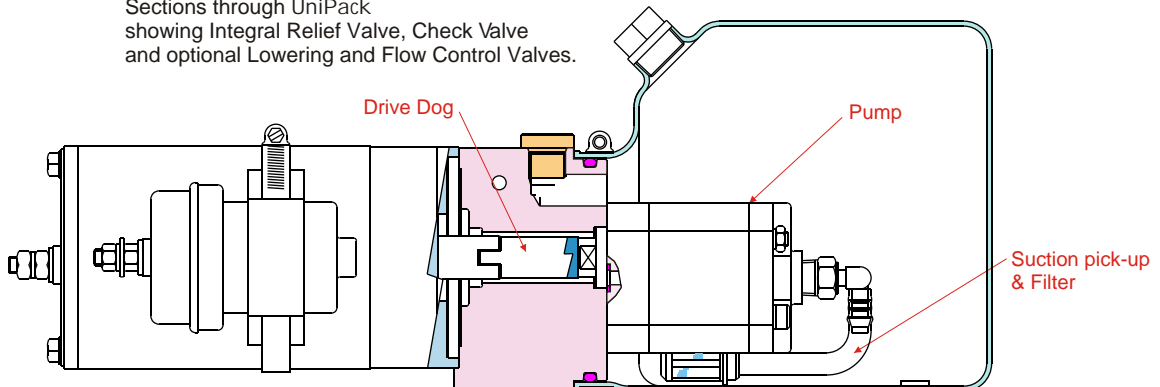 Sections through UniPack
showing Integral Relief Valve, Check Valve
and optional Lowering and Flow Control Valves.
Drive Dog
Pump
Suction pick-up
& Filter